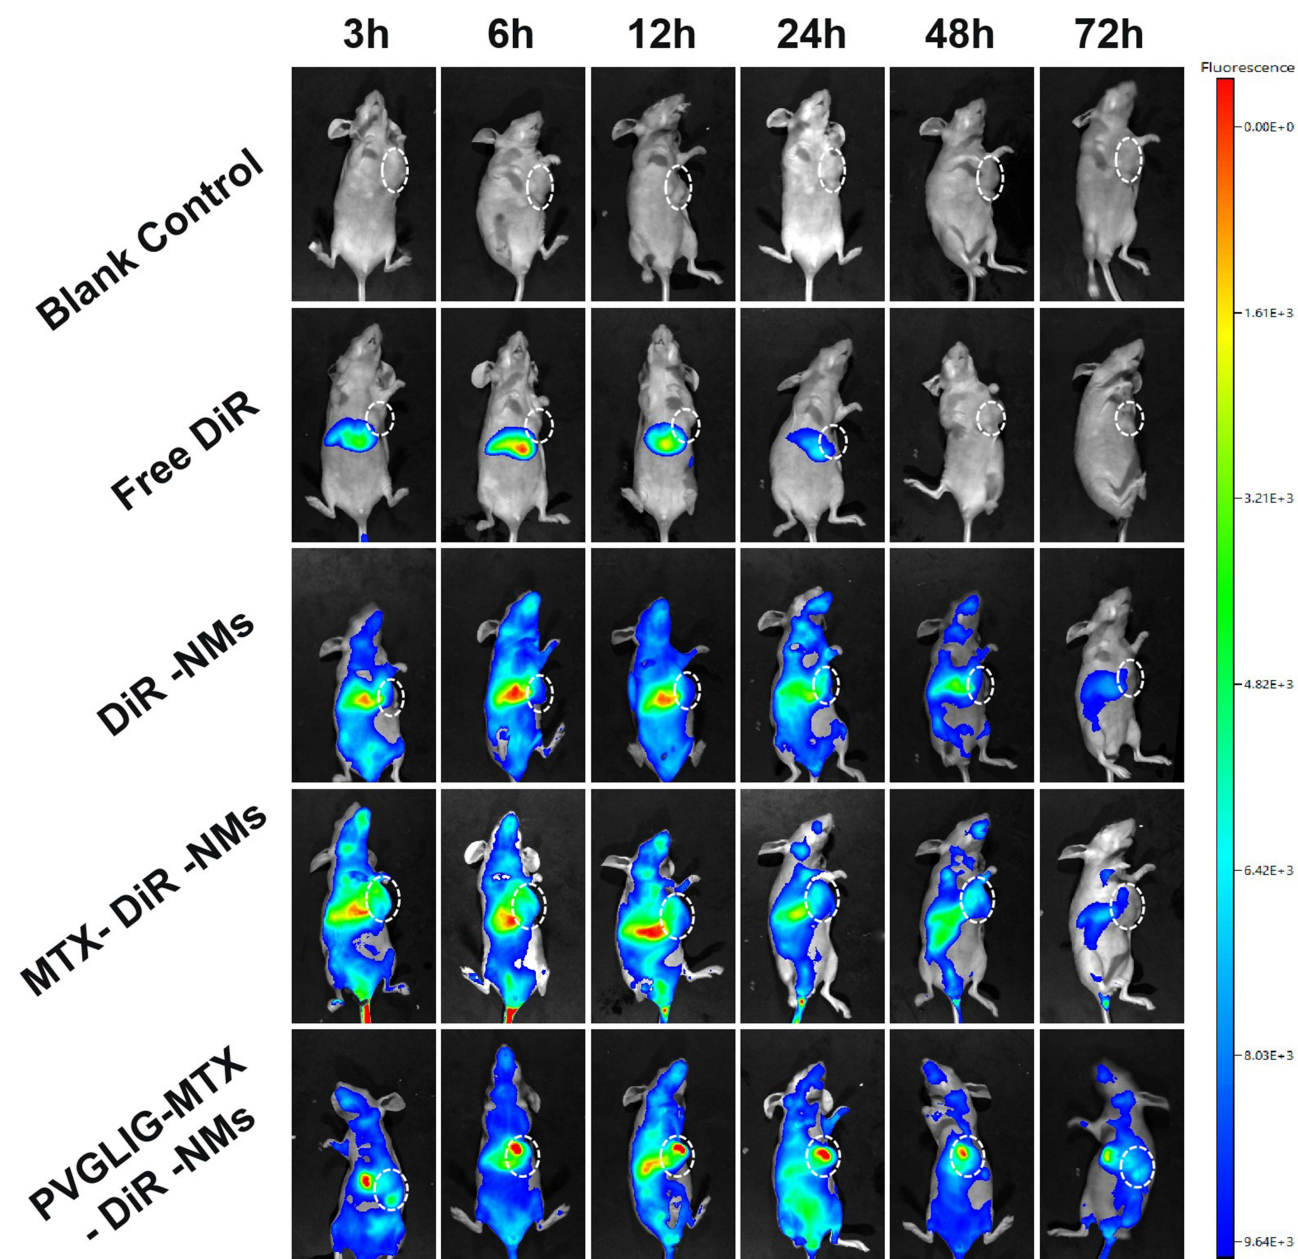 3h 6h 12h 24h 48h 72h
Fluorescence
0.00E+0
1.61E+3
3.21E+3
4.82E+3
6.42E+3
8.03E+3
9.64E+3
Blank Control
Free DiR
DiR -NMs
MTX- DiR -NMs
PVGLIG-MTX
- DiR -NMs